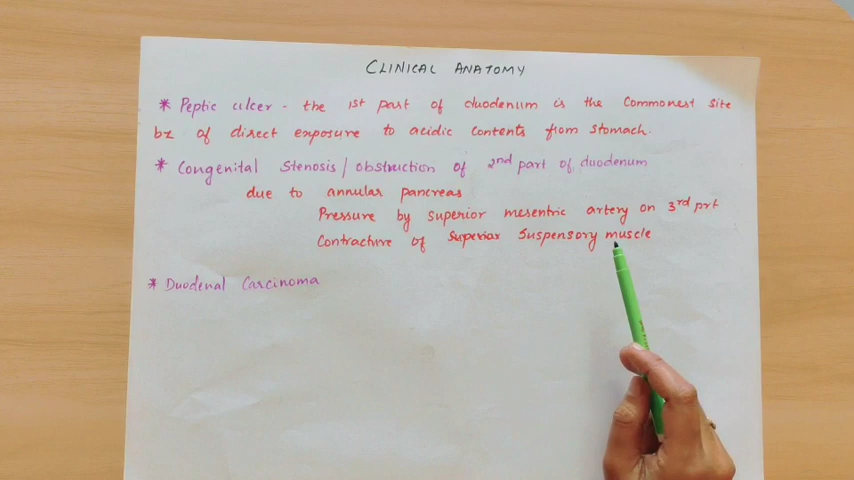 CLINICAL ANATOMY
* Peptic ulcer - the 1st part of duodenum is the Commonest site
bz of direct exposure to acidic contents from stomach.
* Congenital Stenosis/obstruction of 2nd part of duodenum
due to annular pancreas
Pressure by superior mesentric artery on 3rd prt
Contracture of Superior Suspensory muscle
* Duodenal Carcinoma